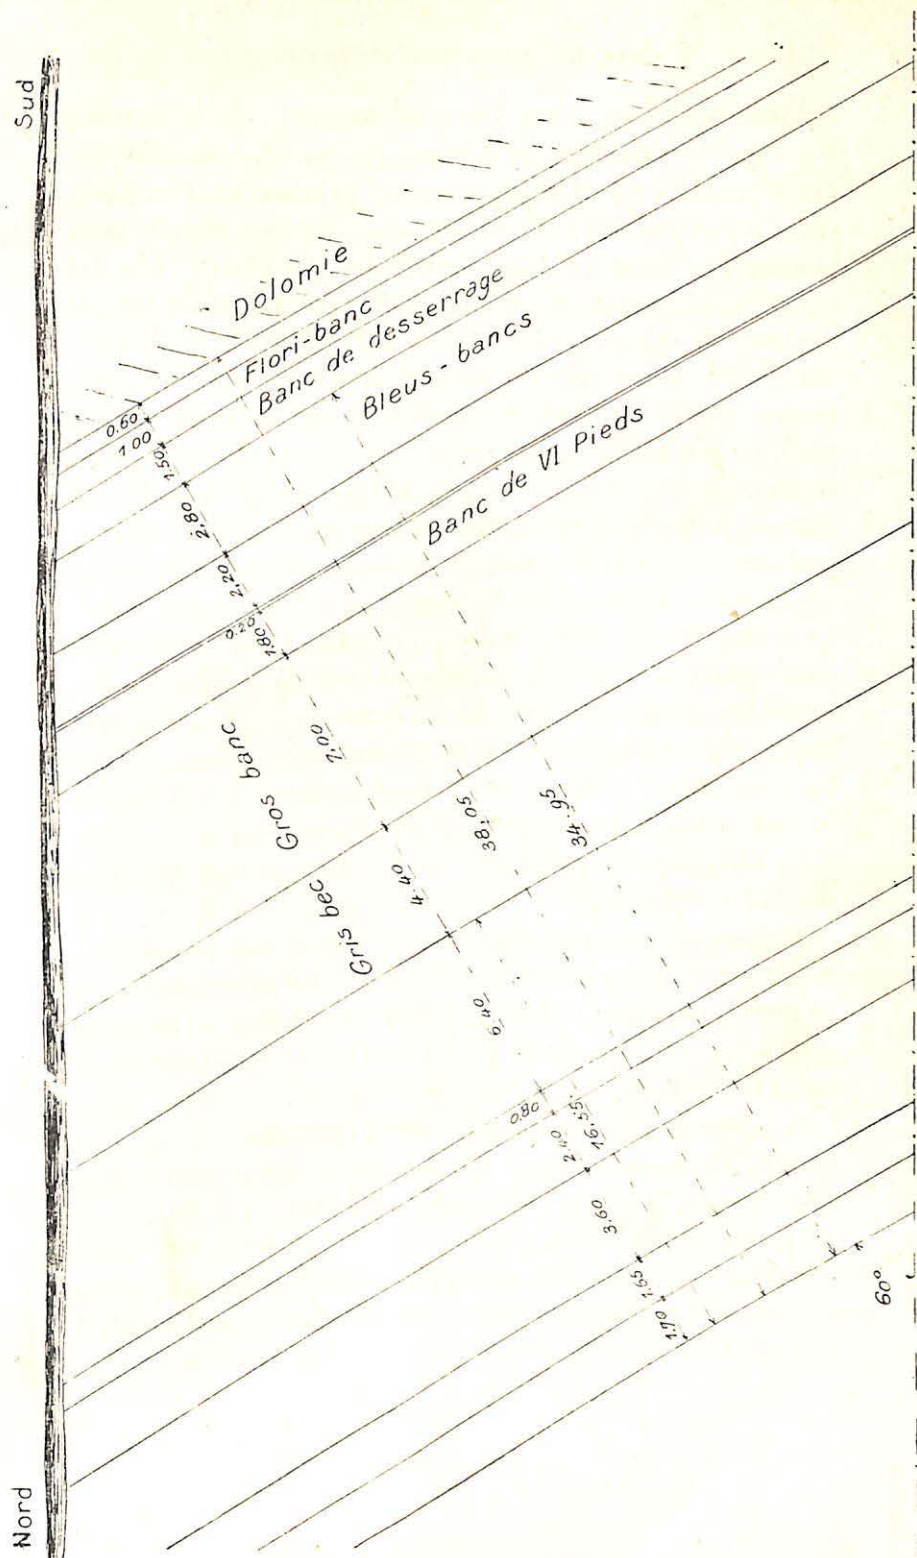 Sud
Dolomie
Flori-banc
Banc de desserrage
Bleus-bancs
Banc de VI Pieds
0.60
1 00
1.50
2,80
2,20
0.20
1.80
7,00
Gros banc
4.40
Gris bec
38.05
34.95
6.40
0.80
2.40
16.55
3.60
1.65
1.70
60°
Nord